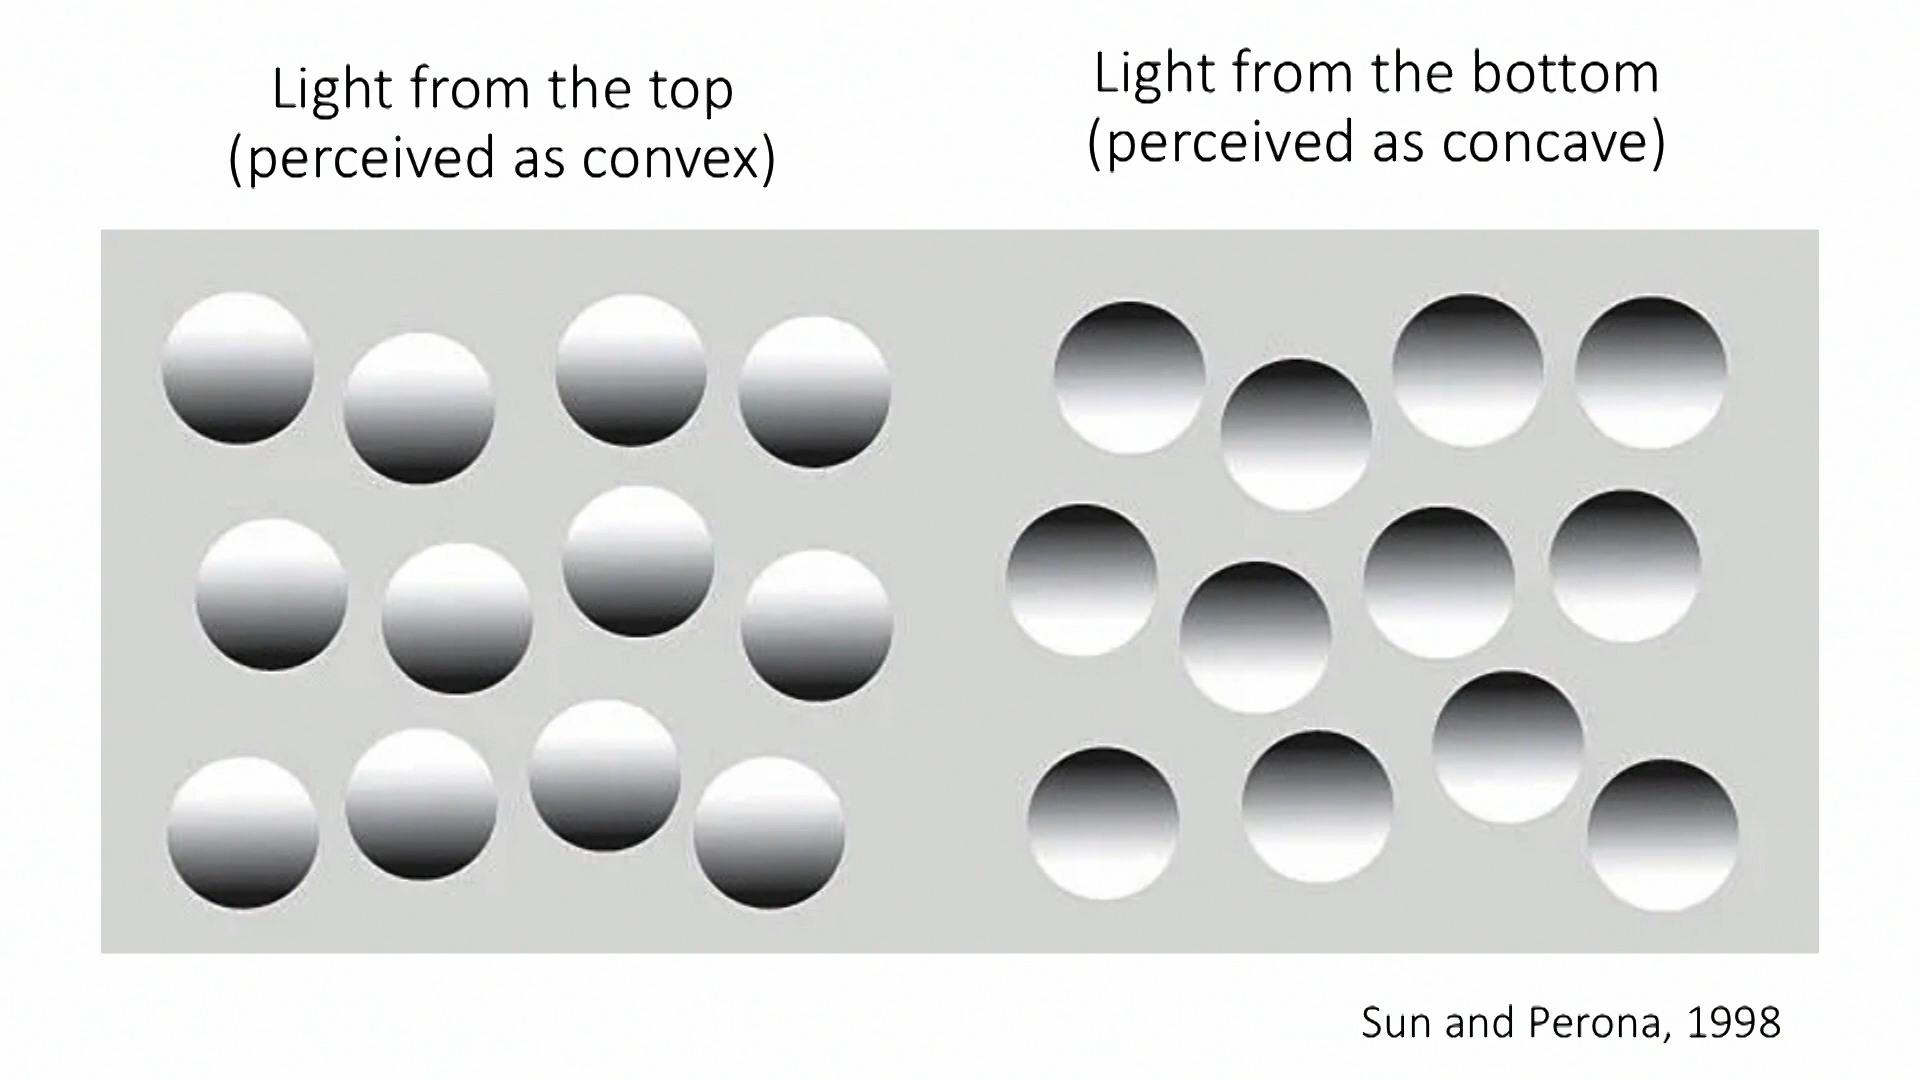 Light from the top
(perceived as convex)
Light from the bottom
(perceived as concave)
Sun and Perona, 1998